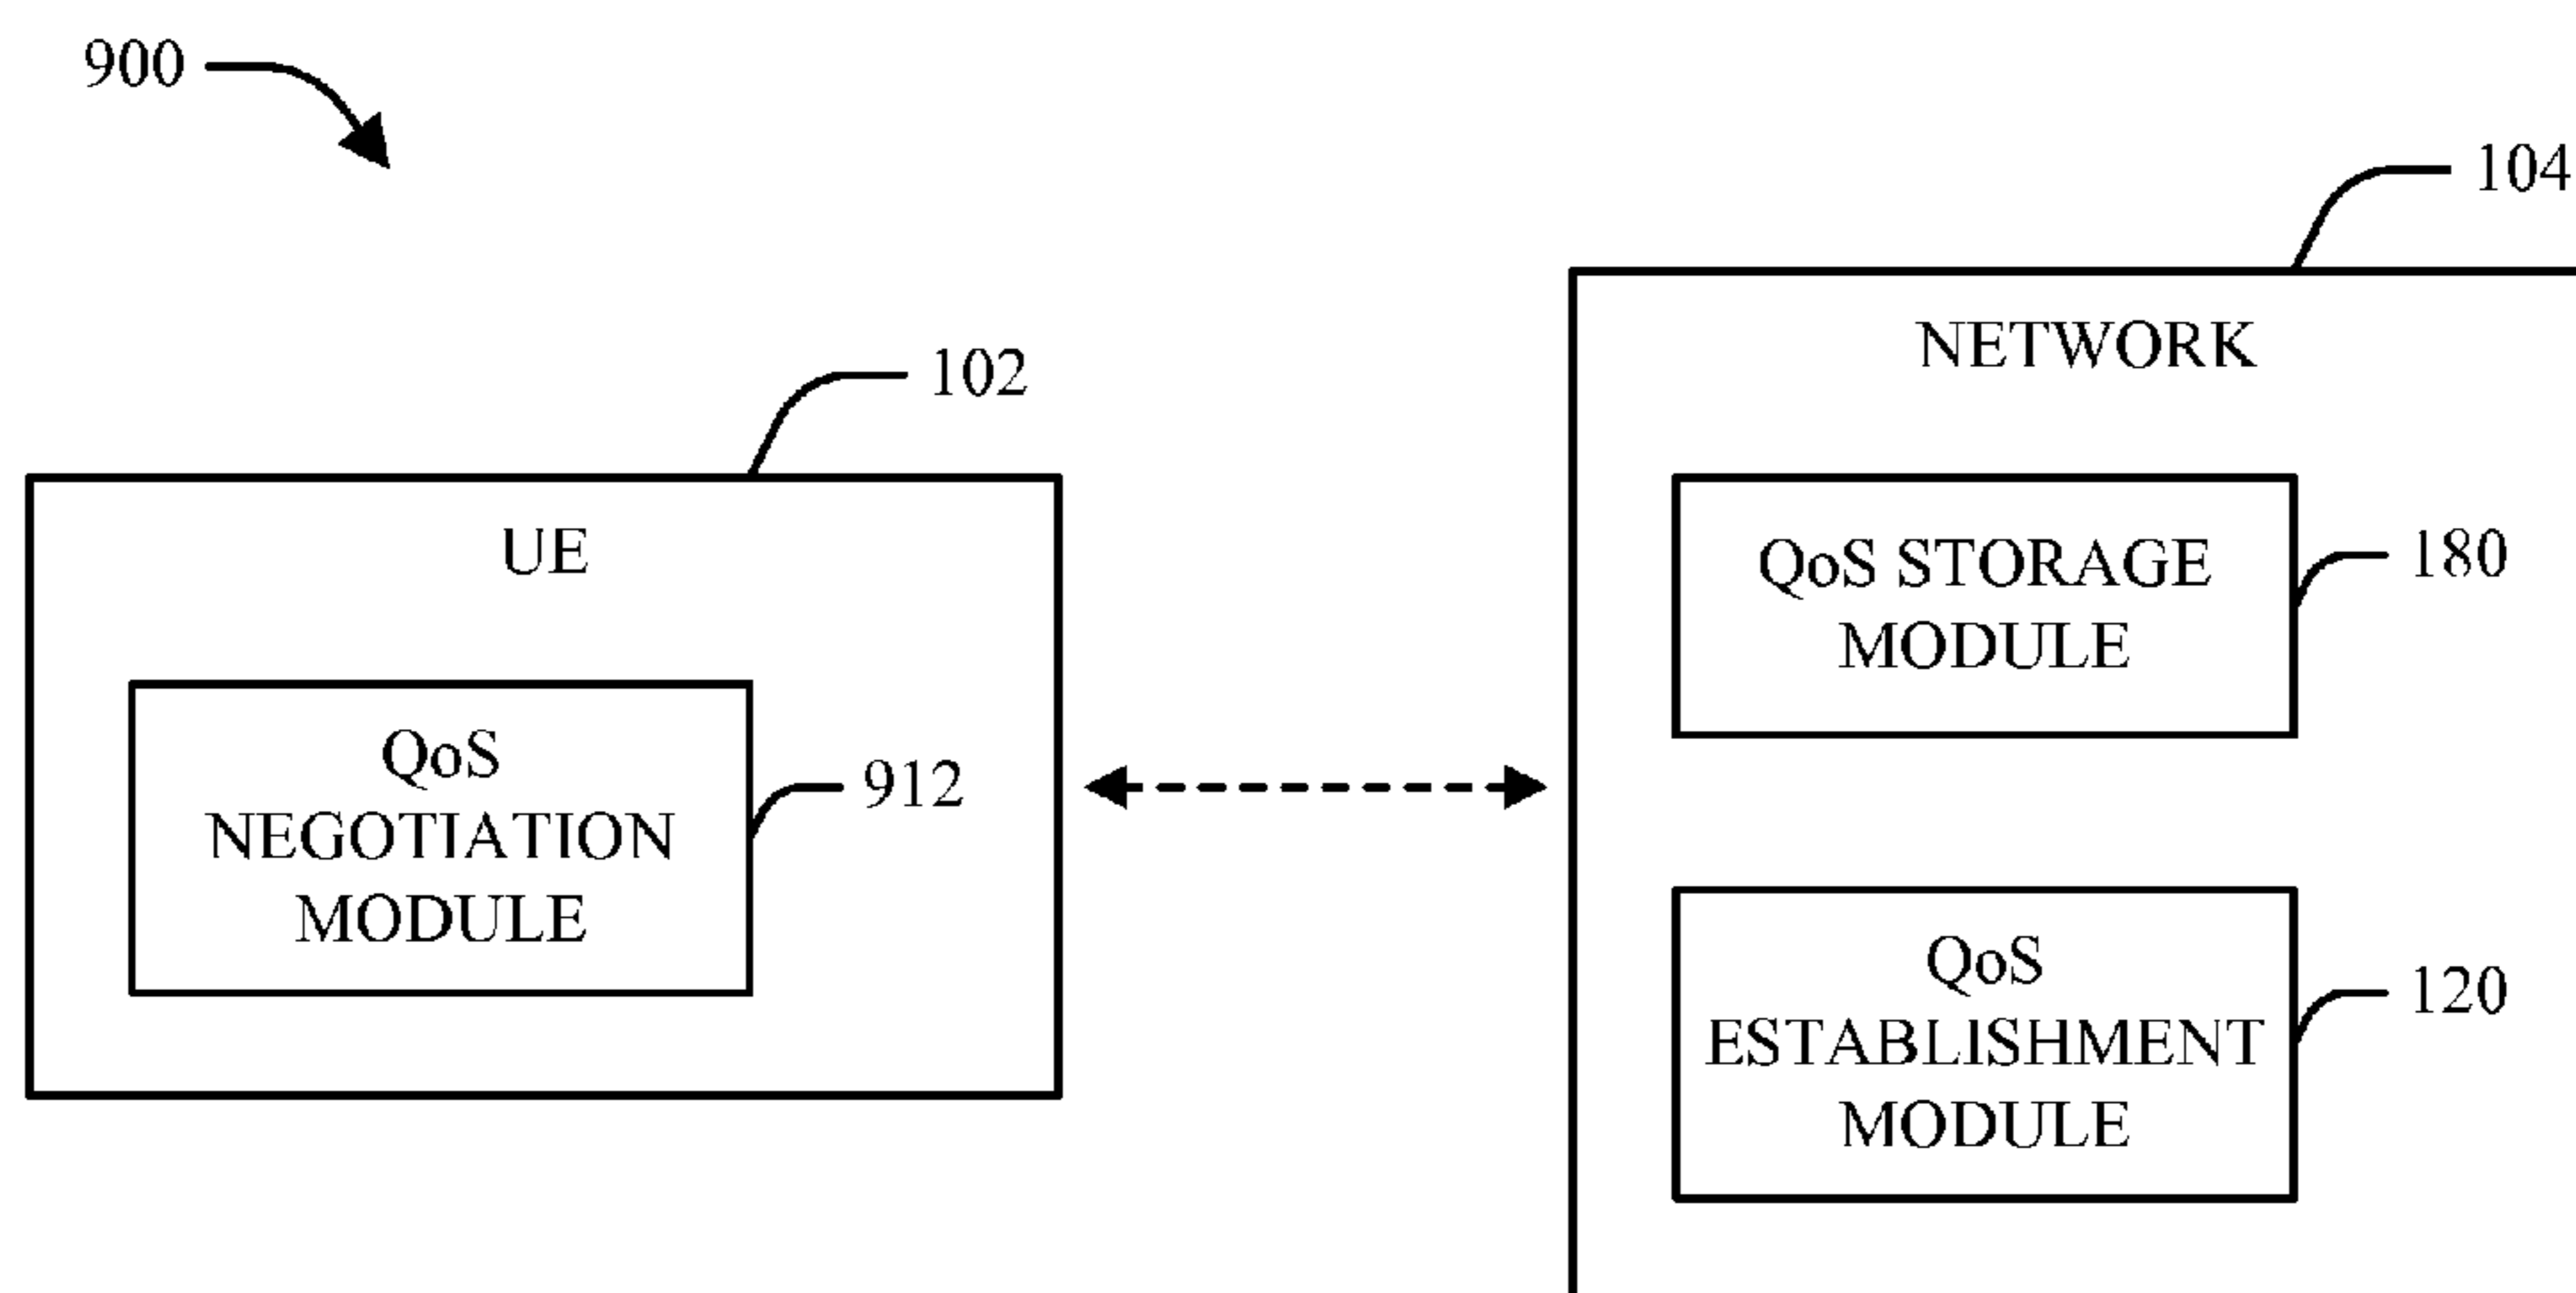 900
104
NETWORK
102
UE
QoS STORAGE
MODULE
180
QoS
NEGOTIATION
MODULE
912
QoS
ESTABLISHMENT
MODULE
120